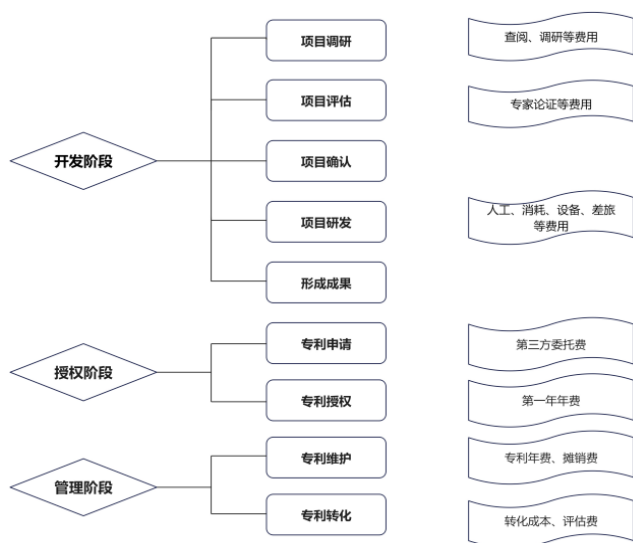 项目调研
查阅、调研等费用
项目评估
专家论证等费用
开发阶段
项目确认
项目研发
人工、消耗、设备、差旅
等费用
形成成果
专利申请
第三方委托费
授权阶段
专利授权
第一年年费
专利维护
专利年费、摊销费
管理阶段
专利转化
转化成本、评估费